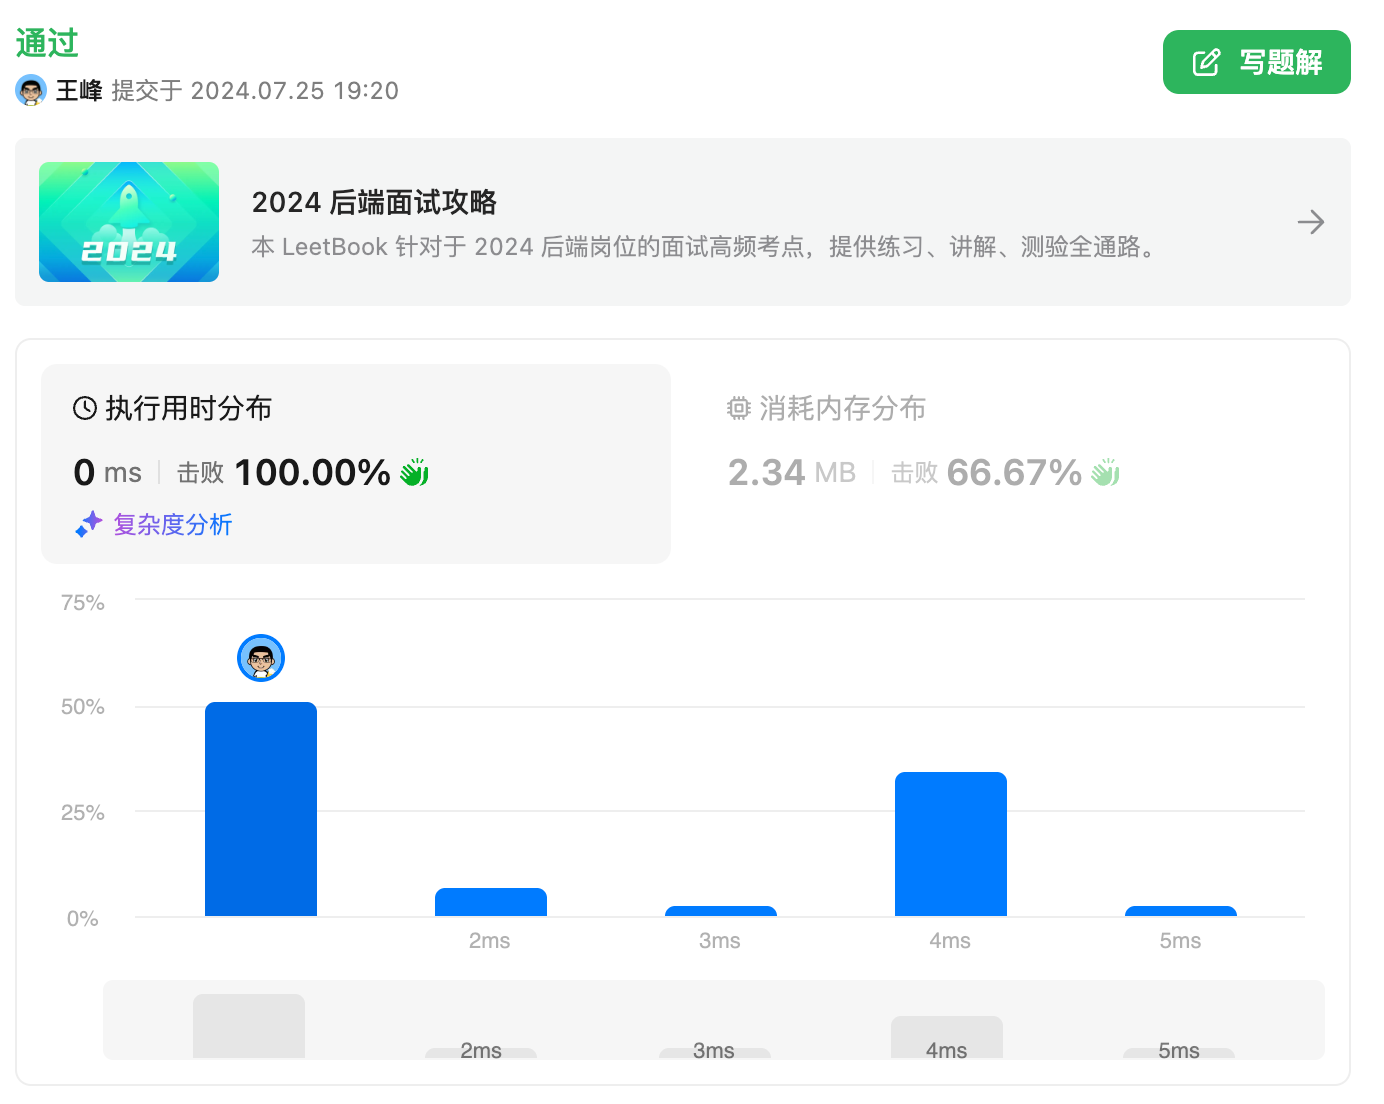 通过
写题解
王峰 提交于 2024.07.25 19:20
2024
2024 后端面试攻略
本 LeetBook 针对于 2024 后端岗位的面试高频考点，提供练习、讲解、测验全通路。
执行用时分布
0 ms 击败 100.00%
复杂度分析
消耗内存分布
2.34 MB 击败 66.67%
75%
50%
25%
0%
2ms 3ms 4ms 5ms
2ms 3ms 4ms 5ms